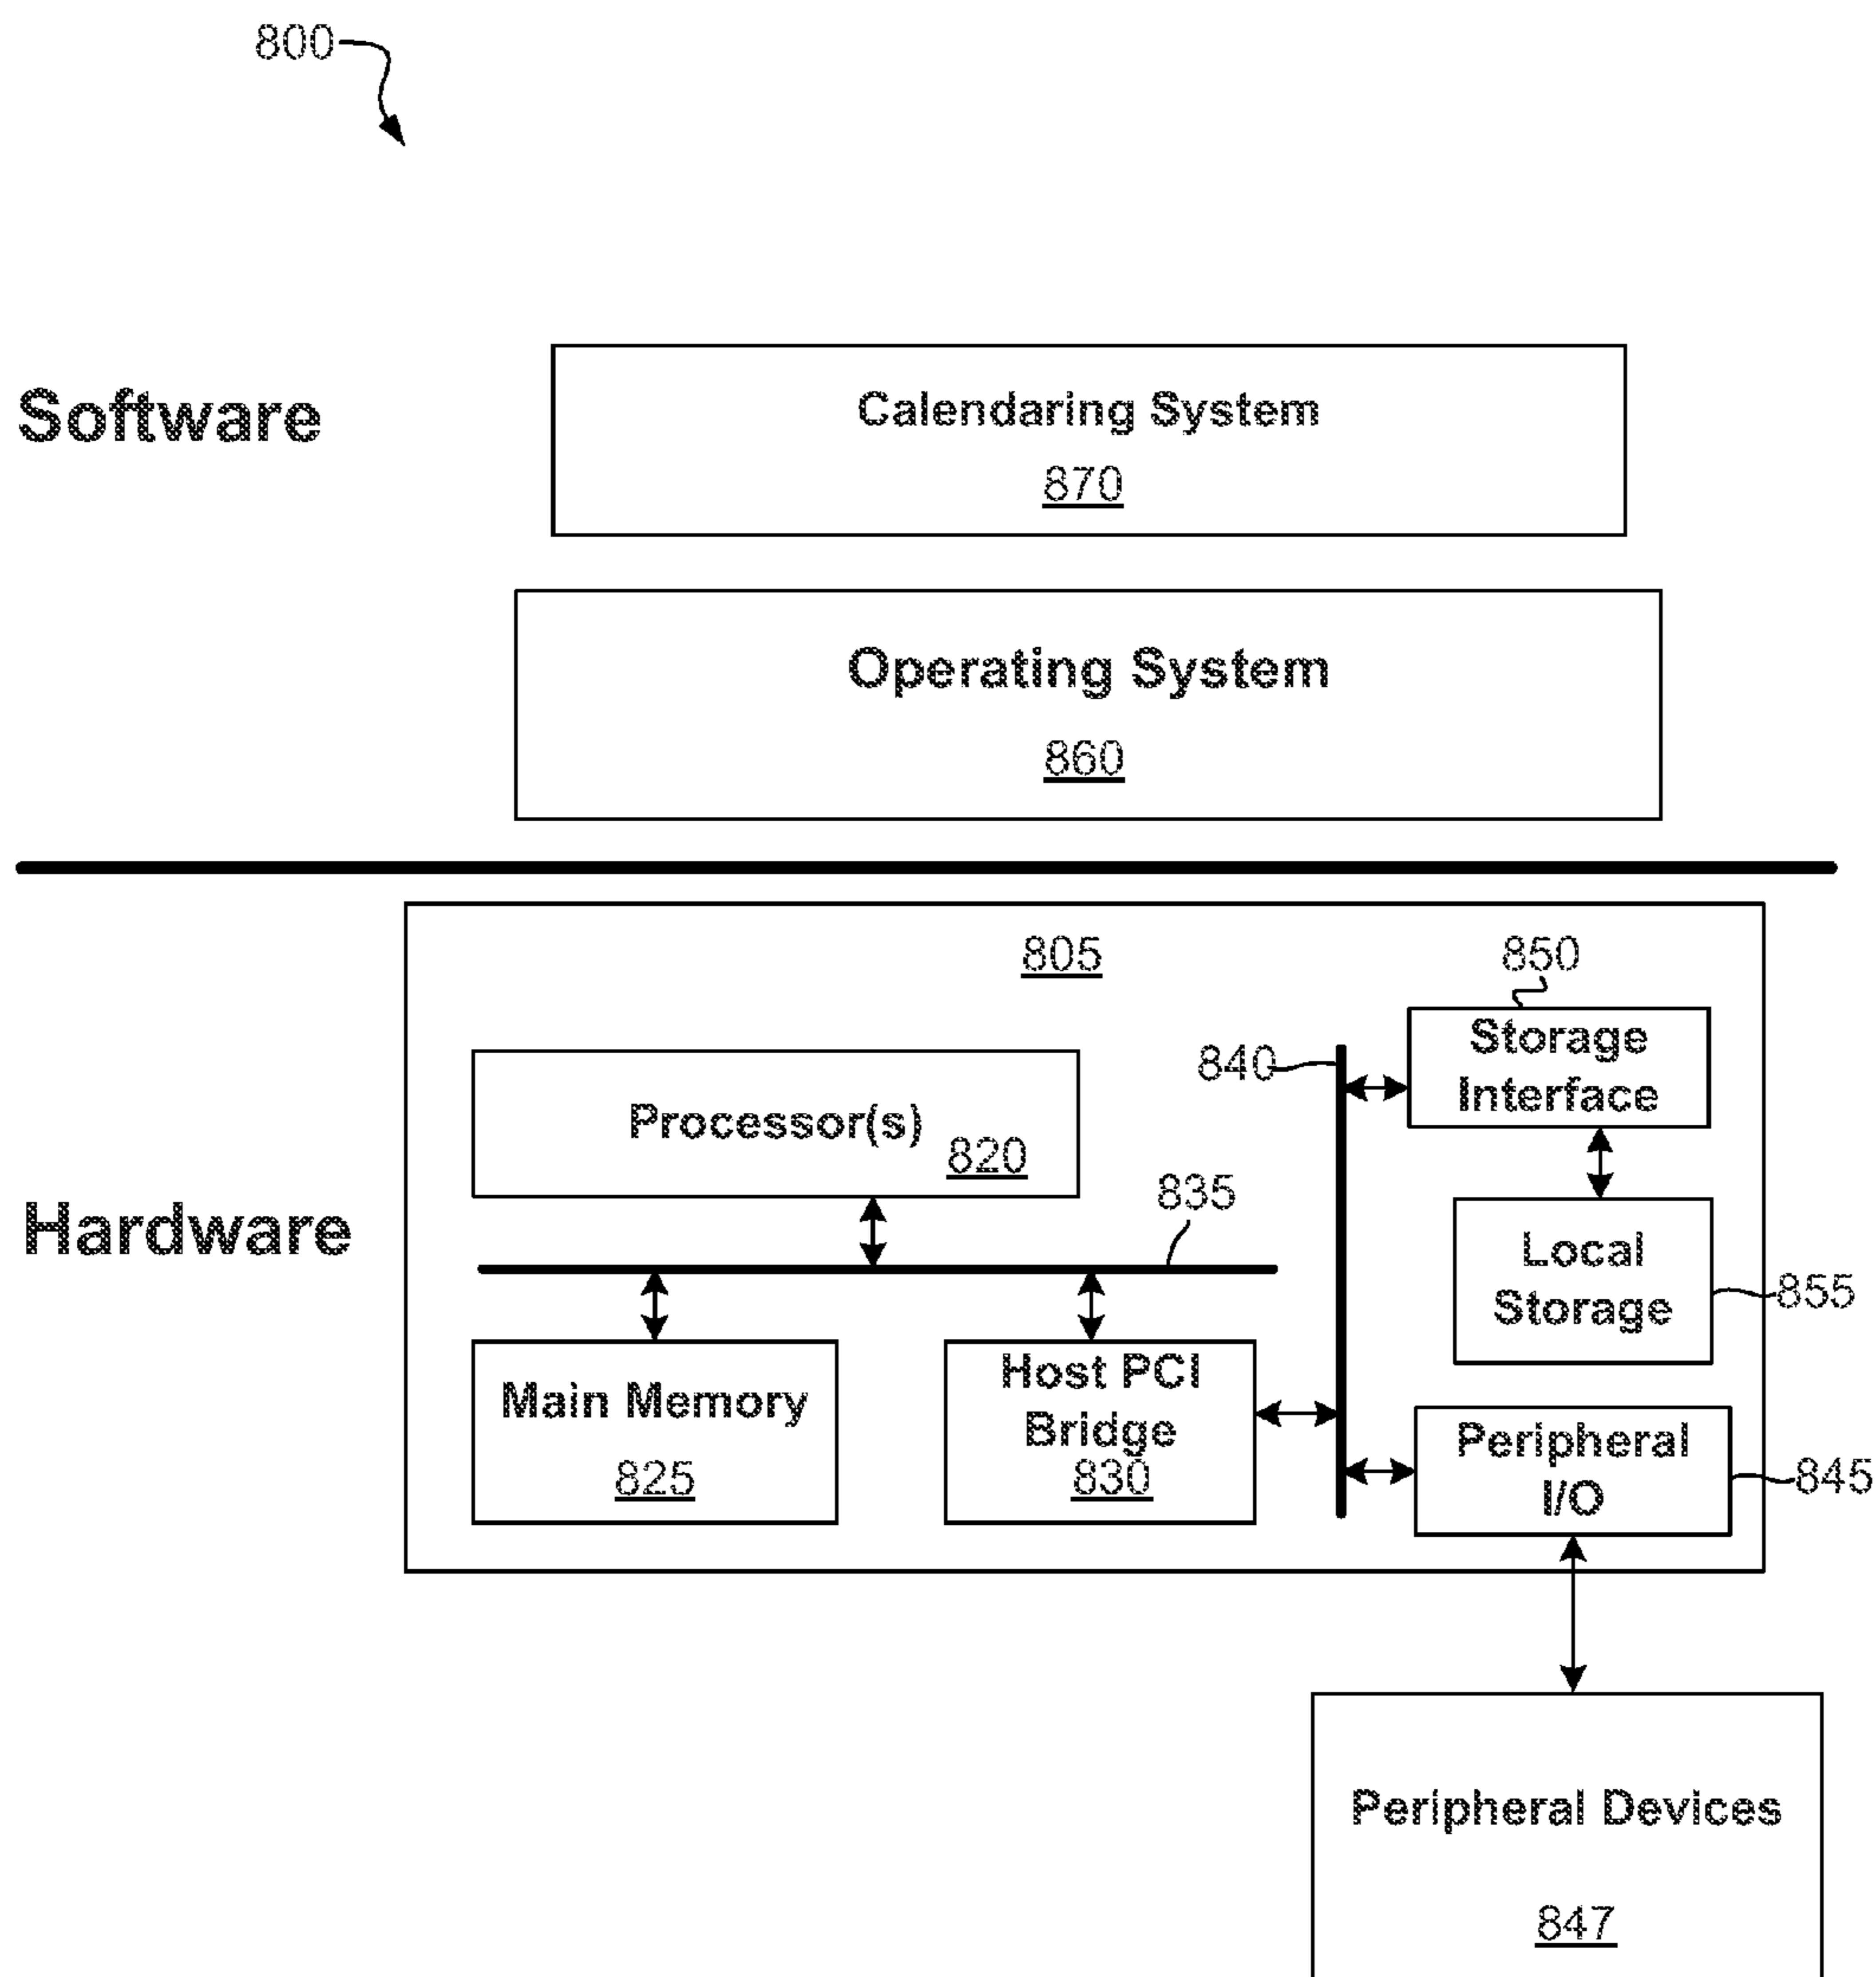 800
Software
Calendaring System
870
Operating System
860
805
850
Storage
Interface
840
Processor(s)
820
835
Hardware
Local
Storage
855
Main Memory
825
Host PCI
Bridge
830
Peripheral
I/O
845
Peripheral Devices
847